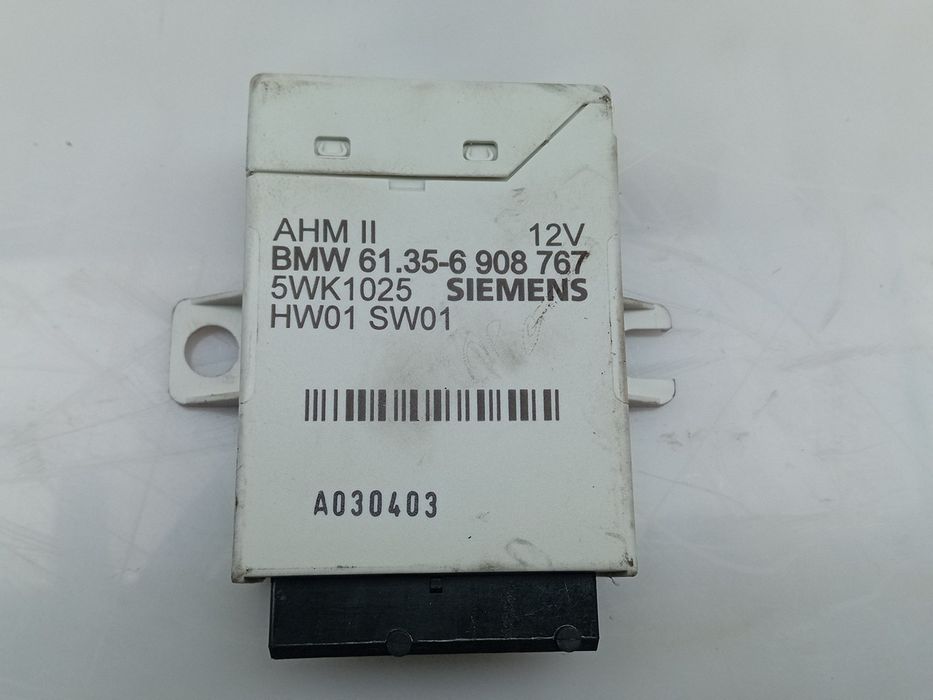 AHM II 12V
BMW 61.35-6 908 767
5WK1025 SIEMENS
HW01 SW01
A030403